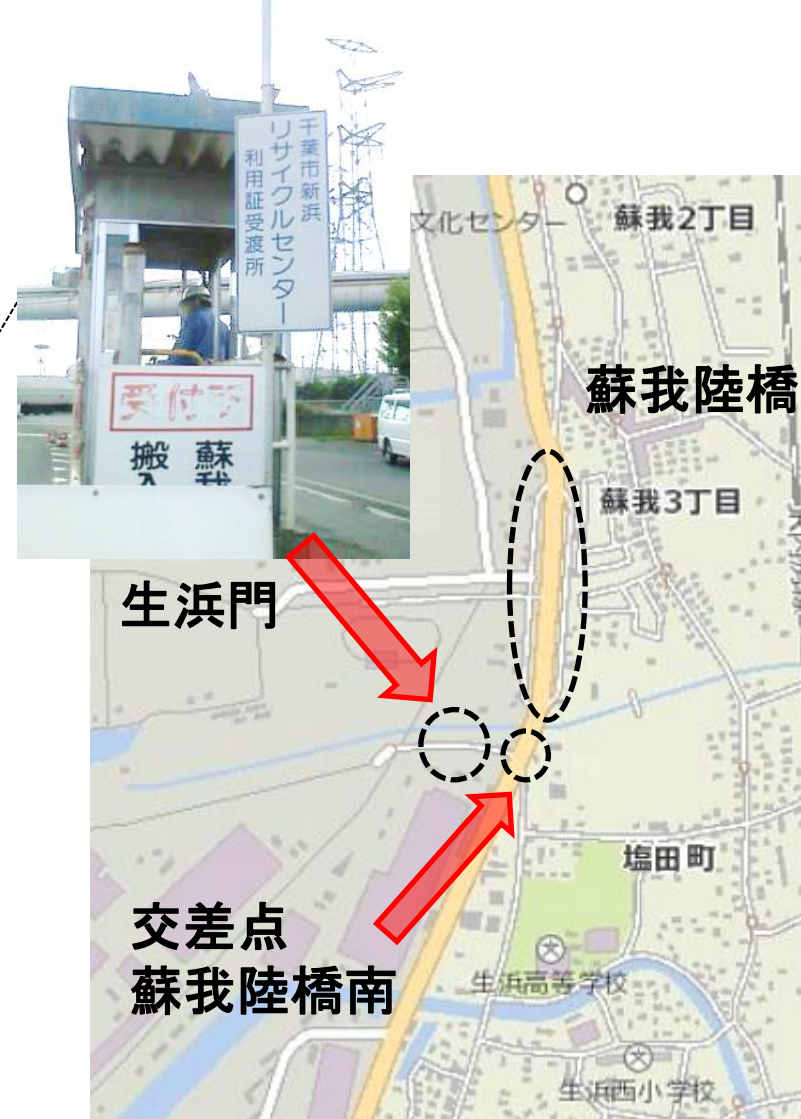 千葉市新浜
リサイクルセンター
利用証受渡所
受付所
蘇我
搬入
文化センター
蘇我2丁目
蘇我陸橋
蘇我3丁目
生浜門
塩田町
交差点
蘇我陸橋南
生浜高等学校
生浜西小学校